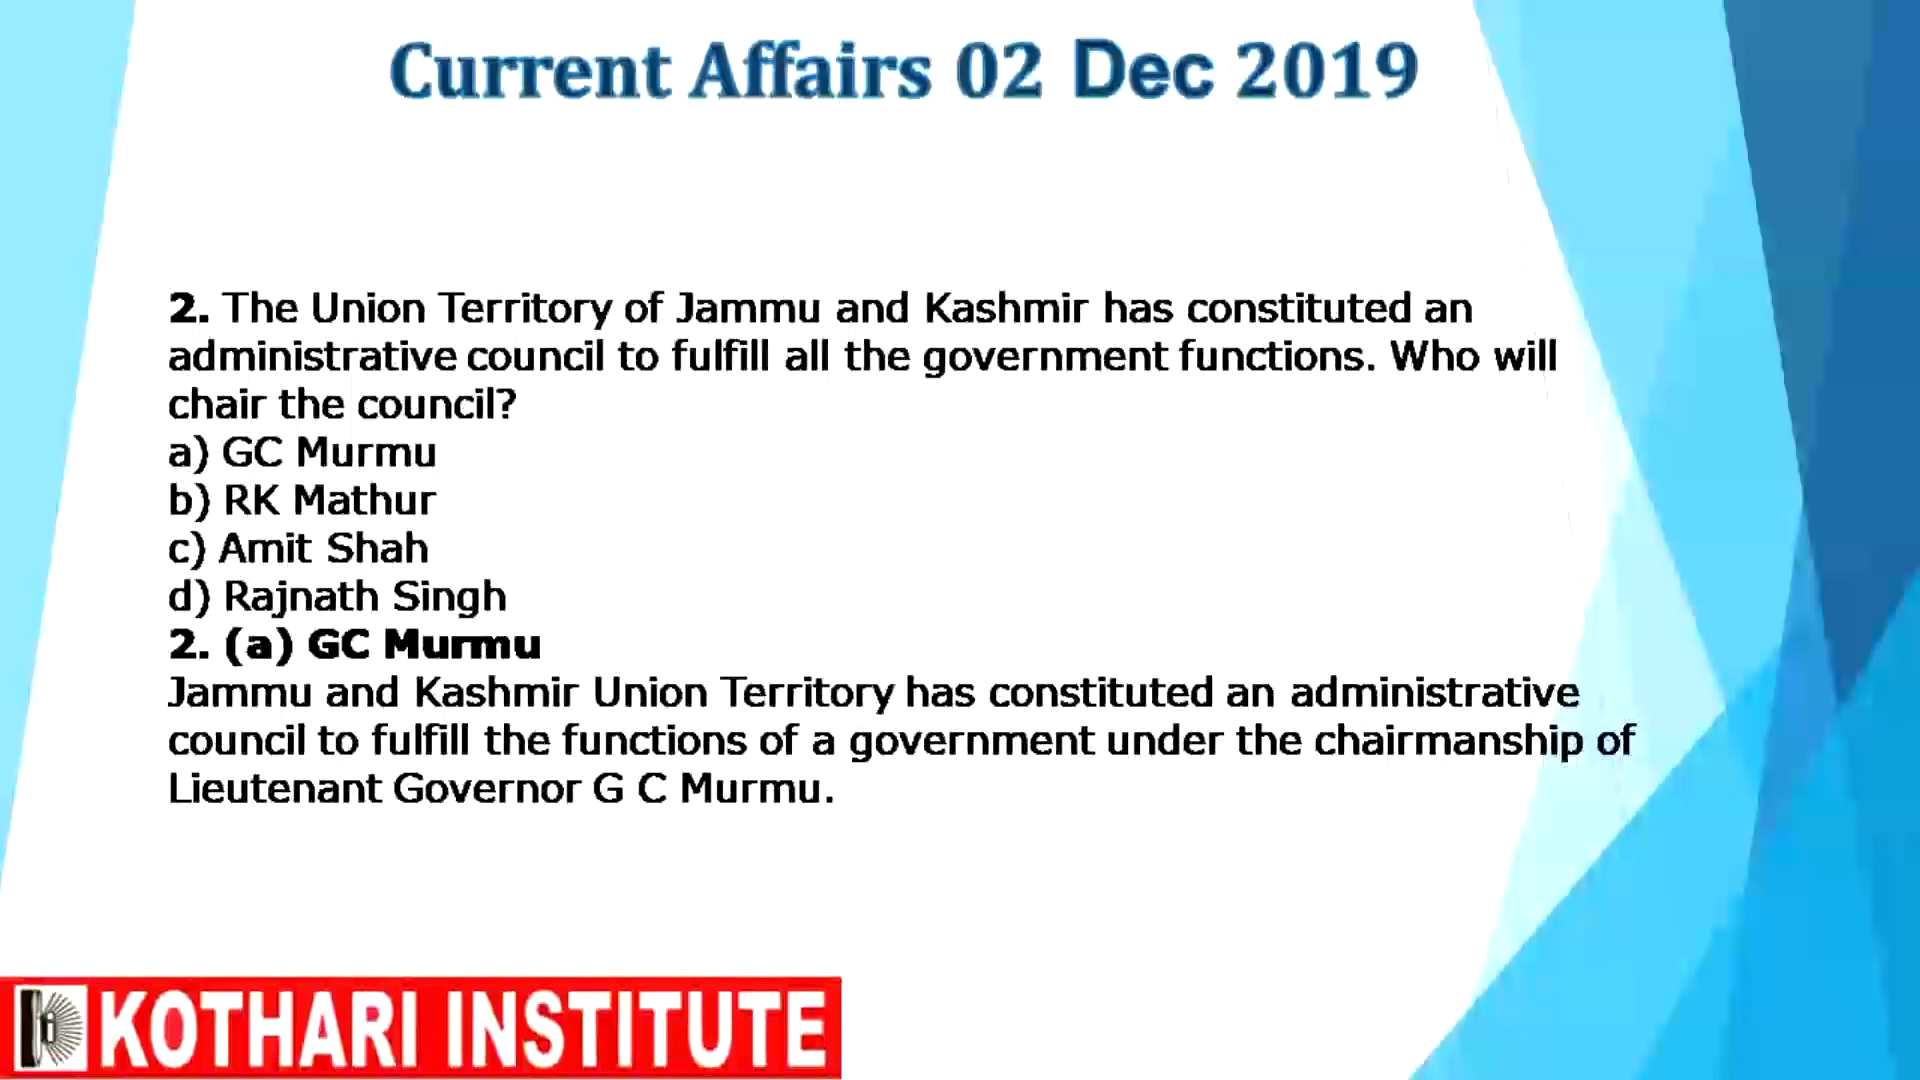 Current Affairs 02 Dec 2019
2. The Union Territory of Jammu and Kashmir has constituted an
administrative council to fulfill all the government functions. Who will
chair the council?
a) GC Murmu
b) RK Mathur
c) Amit Shah
d) Rajnath Singh
2. (a) GC Murmu
Jammu and Kashmir Union Territory has constituted an administrative
council to fulfill the functions of a government under the chairmanship of
Lieutenant Governor G C Murmu.
KOTHARI INSTITUTE